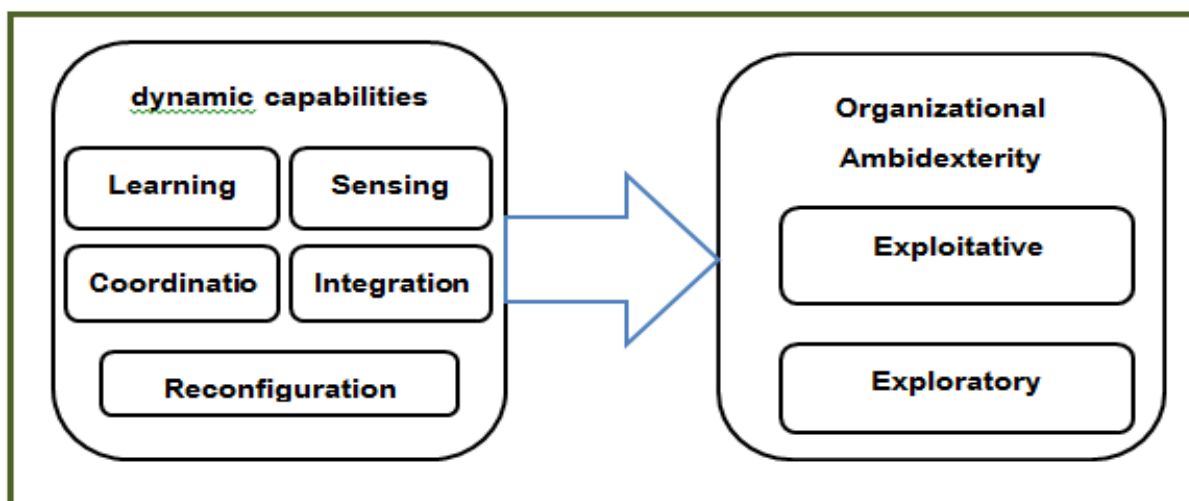 dynamic capabilities
Learning
Sensing
Coordinatio
Integration
Reconfiguration
Organizational
Ambidexterity
Exploitative
Exploratory